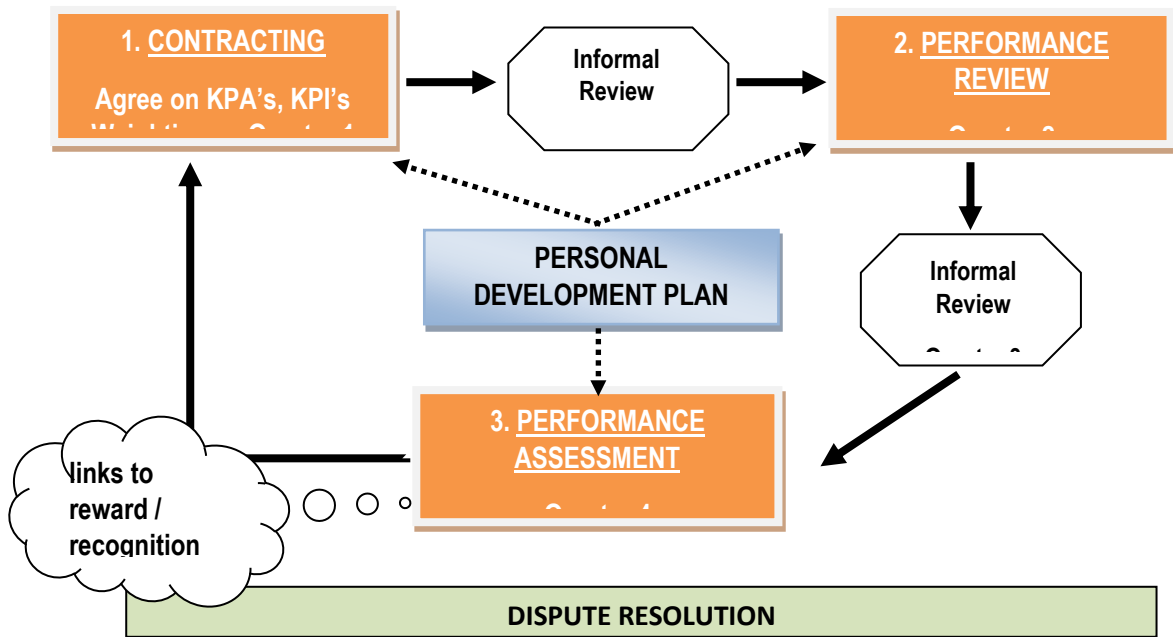 1. CONTRACTING
Agree on KPA’s, KPI’s
Informal
Review
2. PERFORMANCE
REVIEW
PERSONAL
DEVELOPMENT PLAN
Informal
Review
3. PERFORMANCE
ASSESSMENT
links to
reward /
recognition
DISPUTE RESOLUTION